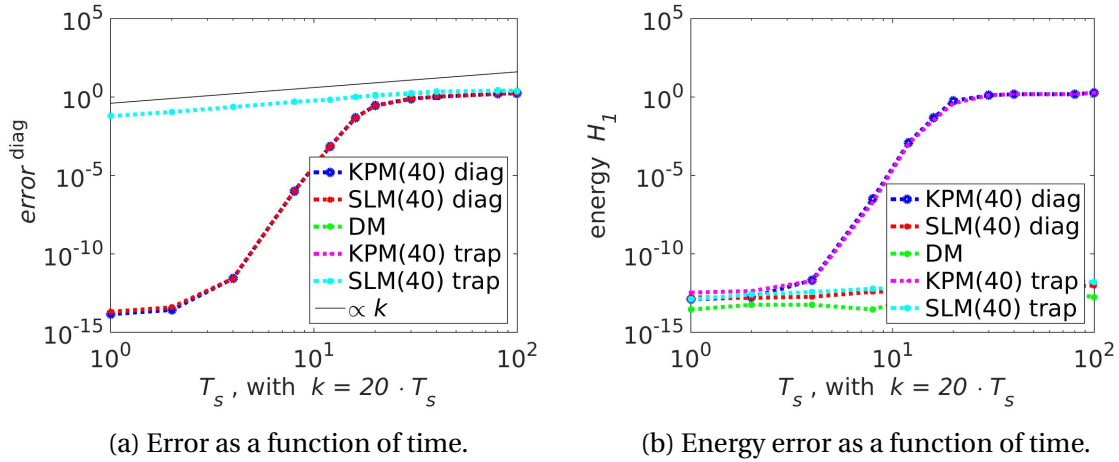 10^5
10^0
10^-5
10^-10
10^-15
error^diag
KPM(40) diag
SLM(40) diag
DM
KPM(40) trap
SLM(40) trap
∝ k
10^0
10^1
10^2
T_s , with k = 20 · T_s
(a) Error as a function of time.
10^5
10^0
10^-5
10^-10
10^-15
energy H_1
KPM(40) diag
SLM(40) diag
DM
KPM(40) trap
SLM(40) trap
10^0
10^1
10^2
T_s , with k = 20 · T_s
(b) Energy error as a function of time.